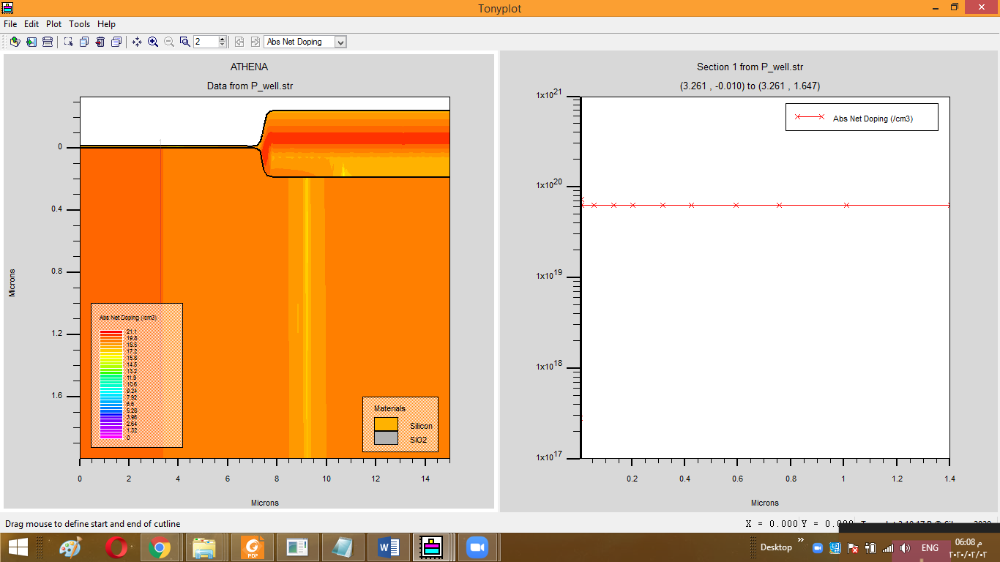 Tonyplot
File Edit Plot Tools Help
2
Abs Net Doping
ATHENA
Data from P_well.str
0
0.4
0.8
1.2
1.6
Microns
Abs Net Doping (/cm3)
21.1
19.8
18.5
17.2
15.8
14.5
13.2
11.9
10.6
9.24
7.92
6.6
5.28
3.96
2.64
1.32
0
Materials
Silicon
SiO2
0 2 4 6 8 10 12 14
Microns
Section 1 from P_well.str
(3.261 , -0.010) to (3.261 , 1.647)
Abs Net Doping (/cm3)
1x10^21
1x10^20
1x10^19
1x10^18
1x10^17
0.2 0.4 0.6 0.8 1 1.2 1.4
Microns
Drag mouse to define start and end of cutline
X = 0.000 Y =
PDF
Desktop
ENG
06:08 م
٢٠٢٠/٠٢/٠٢